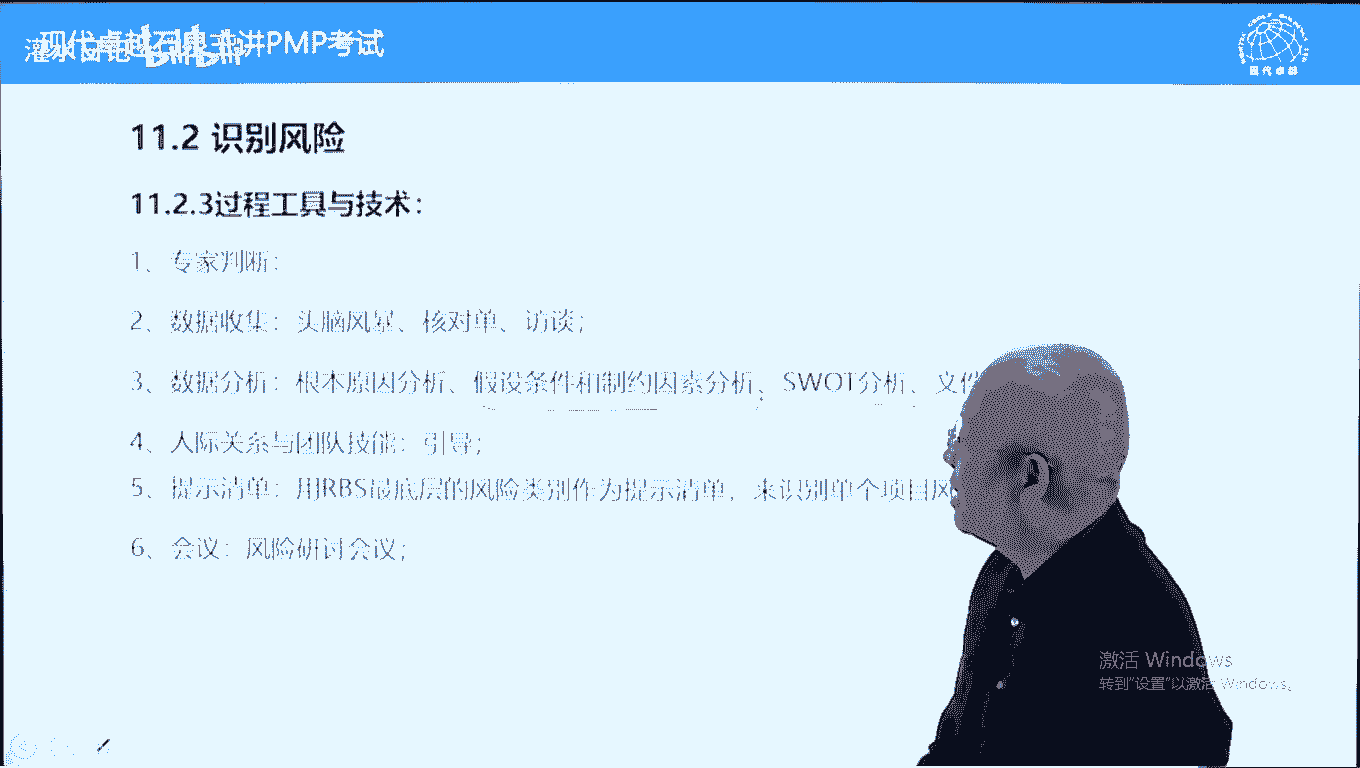 现代卓越石泉主讲PMP考试
bilibili
现代卓越
11.2 识别风险
11.2.3过程工具与技术：
1、专家判断：
2、数据收集：头脑风暴、核对单、访谈；
3、数据分析：根本原因分析、假设条件和制约因素分析、SWOT分析、文件
4、人际关系与团队技能：引导；
5、提示清单：用RBS最底层的风险类别作为提示清单，来识别单个项目风
6、会议：风险研讨会议；
激活 Windows
转到"设置"以激活 Windows。